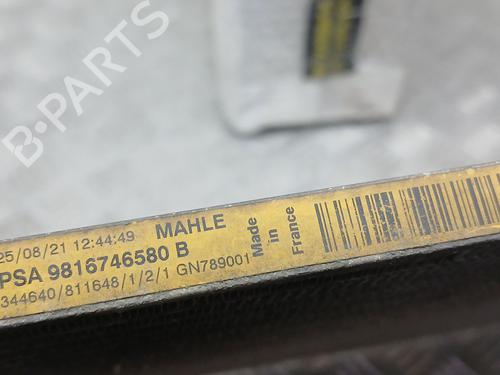 B-PARTS
25/08/21 12:44:49 MAHLE
PSA 9816746580 B
344640/811648/1/2/1 GN789001
Made
in
France